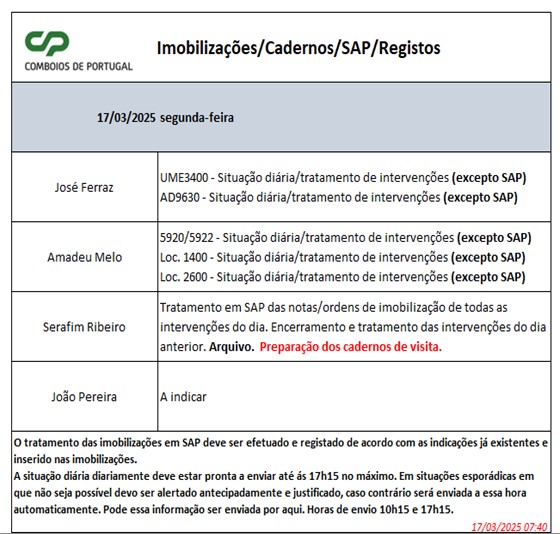 CP
COMBOIOS DE PORTUGAL
Imobilizações/Cadernos/SAP/Registos
17/03/2025 segunda-feira
José Ferraz
UME3400 - Situação diária/tratamento de intervenções (excepto SAP)
AD9630 - Situação diária/tratamento de intervenções (excepto SAP)
Amadeu Melo
5920/5922 - Situação diária/tratamento de intervenções (excepto SAP)
Loc. 1400 - Situação diária/tratamento de intervenções (excepto SAP)
Loc. 2600 - Situação diária/tratamento de intervenções (excepto SAP)
Serafim Ribeiro
Tratamento em SAP das notas/ordens de imobilização de todas as
intervenções do dia. Encerramento e tratamento das intervenções do dia
anterior. Arquivo. Preparação dos cadernos de visita.
João Pereira
A indicar
O tratamento das imobilizações em SAP deve ser efetuado e registado de acordo com as indicações já existentes e
inserido nas imobilizações.
A situação diária diariamente deve estar pronta a enviar até ás 17h15 no máximo. Em situações esporádicas em
que não seja possível devo ser alertado antecipadamente e justificado, caso contrário será enviada a essa hora
automaticamente. Pode essa informação ser enviada por aqui. Horas de envio 10h15 e 17h15.
17/03/2025 07:40